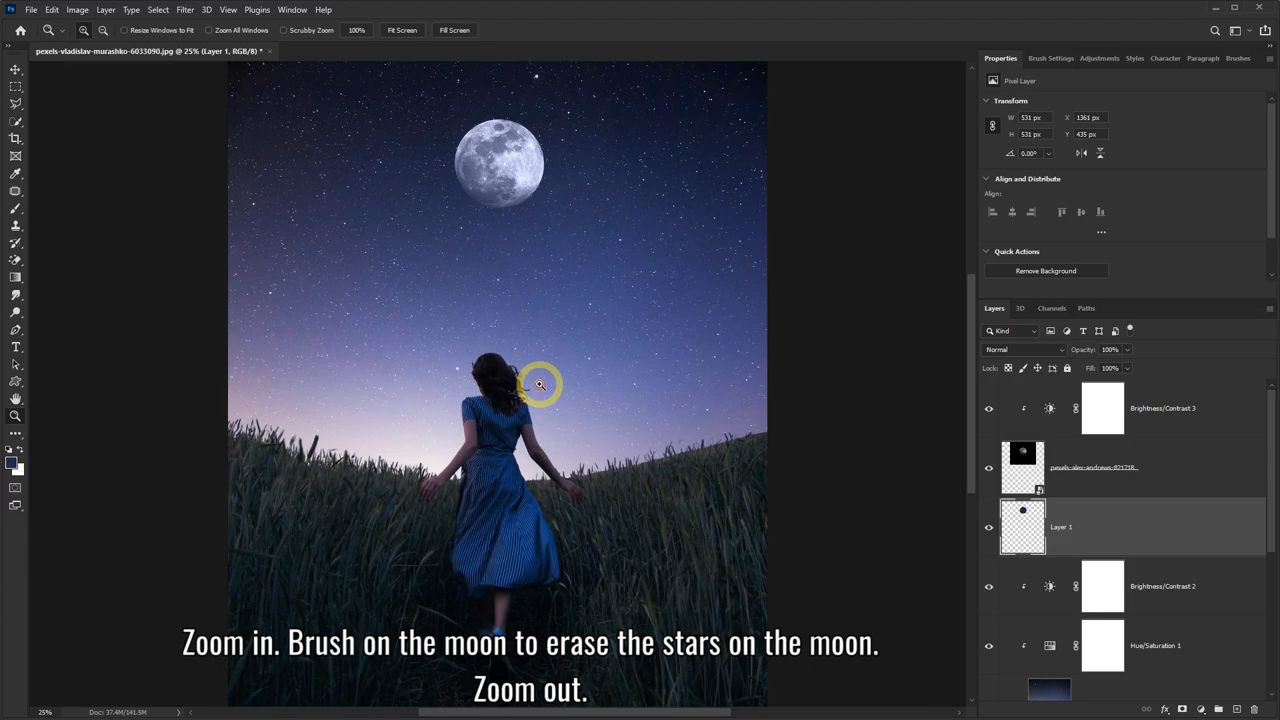 Ps
File Edit Image Layer Type Select Filter 3D View Plugins Window Help
Resize Windows to Fit Zoom All Windows Scrubby Zoom 100% Fit Screen Fill Screen
pexels-vladislav-murashko-6033090.jpg @ 25% (Layer 1, RGB/8) *
Properties Brush Settings Adjustments Styles Character Paragraph Brushes
Pixel Layer
Transform
W 531 px X 1361 px
H 531 px Y 435 px
0.00°
Align and Distribute
Align:
Quick Actions
Remove Background
Layers 3D Channels Paths
Kind
Normal Opacity: 100%
Lock: Fill: 100%
Brightness/Contrast 3
pexels-alex-andrews-821718...
Layer 1
Brightness/Contrast 2
Hue/Saturation 1
Zoom in. Brush on the moon to erase the stars on the moon.
Zoom out.
25% Doc: 37.4M/141.5M